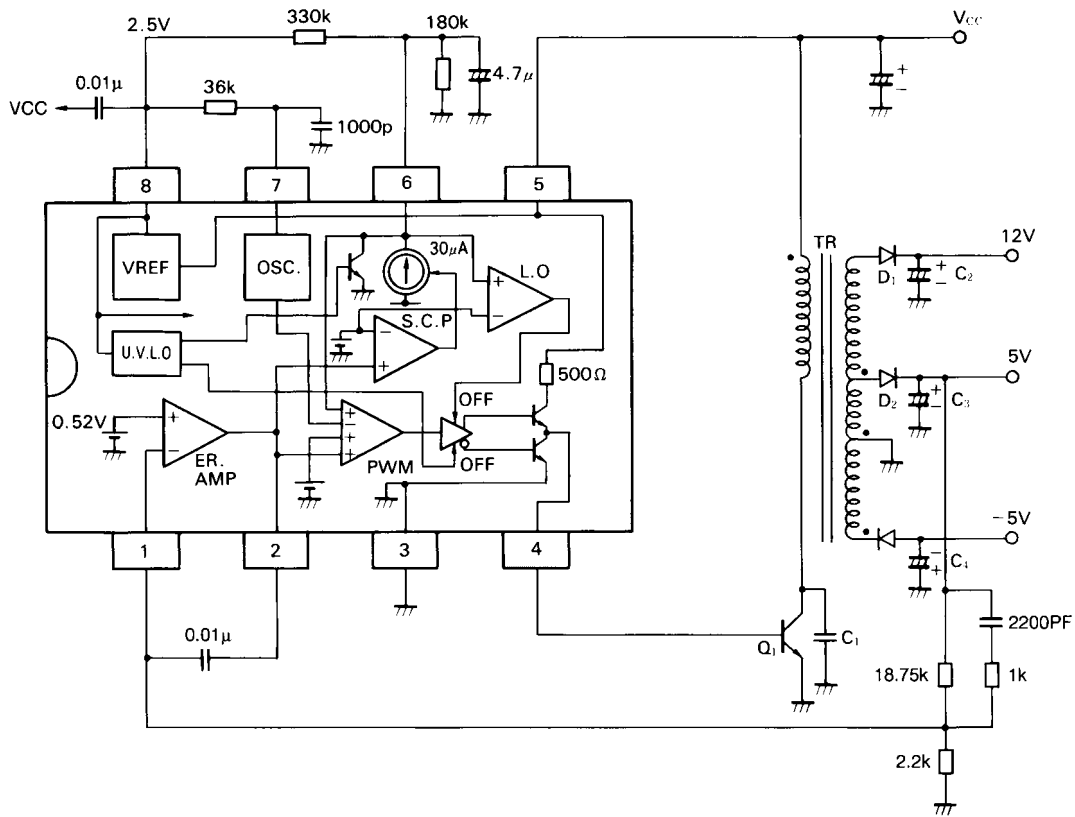 2.5V
330k
180k
4.7μ
Vcc
+
−
0.01μ
36k
VCC
1000p
8
7
6
5
VREF
OSC.
30μA
L.O
+
−
S.C.P
−
+
U.V.L.O
500Ω
OFF
0.52V
+
−
ER.
AMP
+
−
+
+
PWM
OFF
TR
D1
+
−
C2
12V
D2
+
−
C3
5V
−5V
−
+
C4
1
2
3
4
0.01μ
Q1
C1
2200PF
18.75k
1k
2.2k